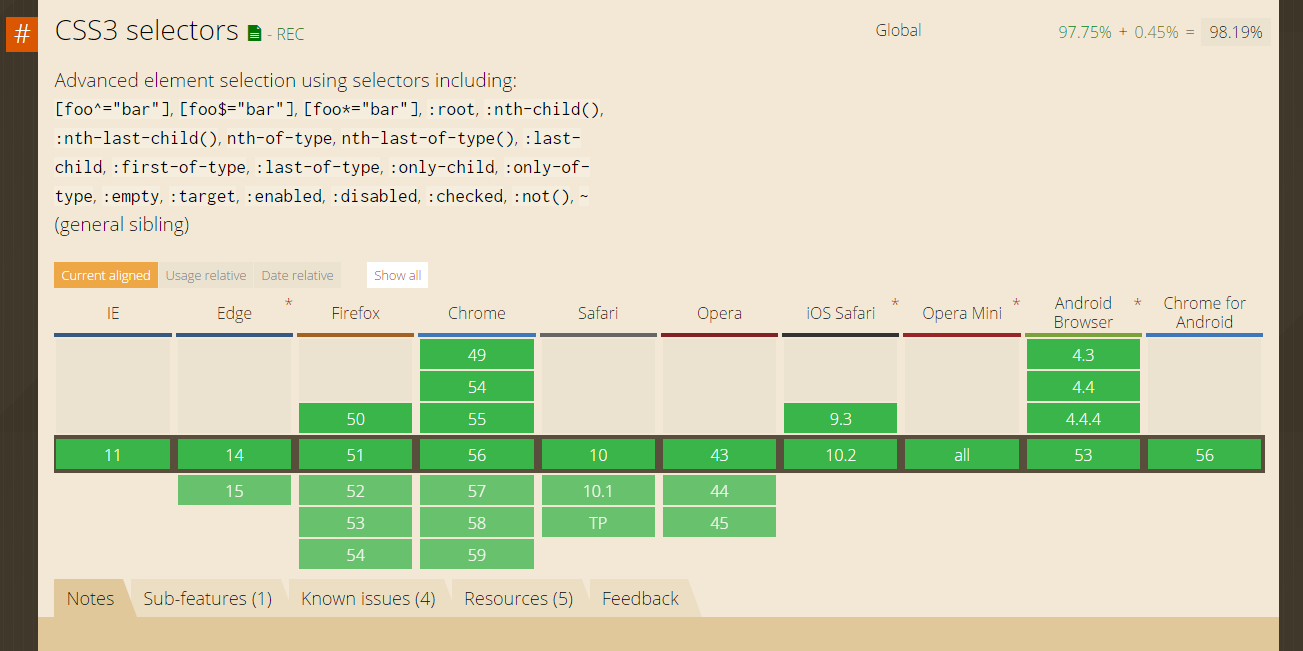 #
CSS3 selectors - REC
Global
97.75% + 0.45% = 98.19%
Advanced element selection using selectors including:
[foo^="bar"], [foo$="bar"], [foo*="bar"], :root, :nth-child(),
:nth-last-child(), nth-of-type, nth-last-of-type(), :last-
child, :first-of-type, :last-of-type, :only-child, :only-of-
type, :empty, :target, :enabled, :disabled, :checked, :not(), ~
(general sibling)
Current aligned Usage relative Date relative Show all
IE Edge * Firefox Chrome Safari Opera iOS Safari * Opera Mini * Android Browser * Chrome for Android
49 4.3
54 4.4
50 55 9.3 4.4.4
11 14 51 56 10 43 10.2 all 53 56
15 52 57 10.1 44
53 58 TP 45
54 59
Notes Sub-features (1) Known issues (4) Resources (5) Feedback